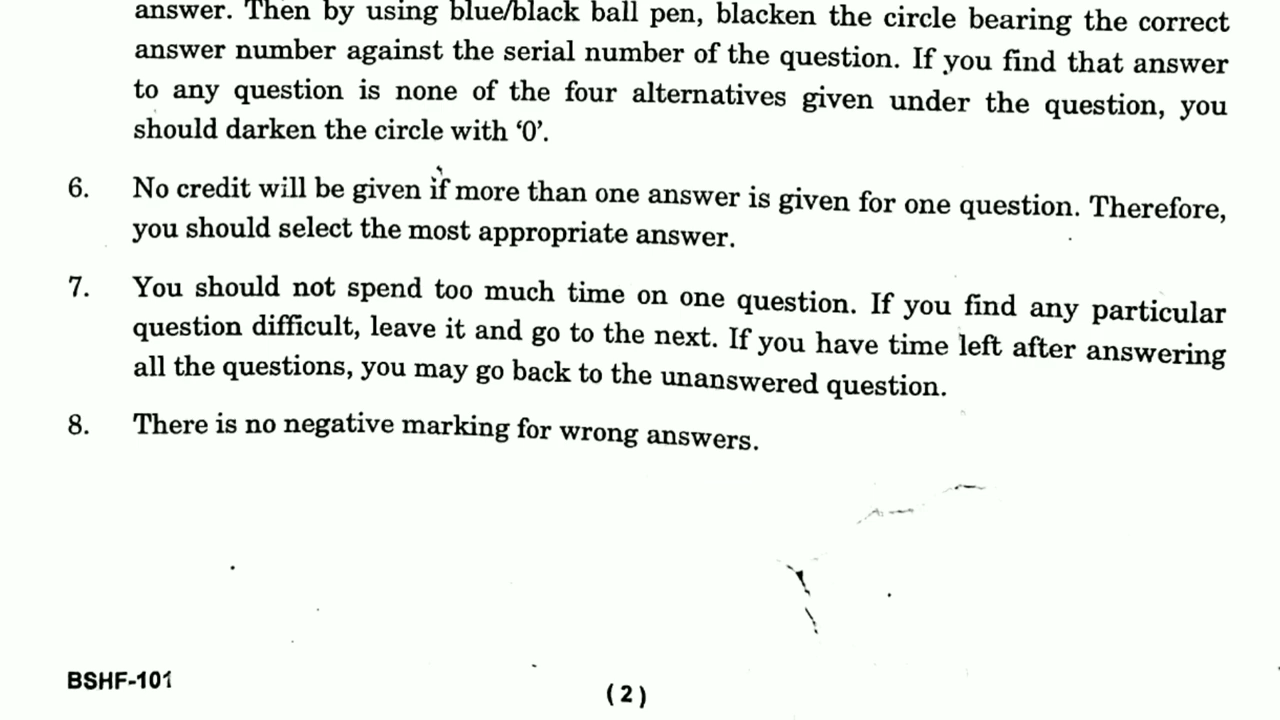 answer. Then by using blue/black ball pen, blacken the circle bearing the correct
answer number against the serial number of the question. If you find that answer
to any question is none of the four alternatives given under the question, you
should darken the circle with ‘0’.
6. No credit will be given if more than one answer is given for one question. Therefore,
you should select the most appropriate answer.
7. You should not spend too much time on one question. If you find any particular
question difficult, leave it and go to the next. If you have time left after answering
all the questions, you may go back to the unanswered question.
8. There is no negative marking for wrong answers.
BSHF-101
(2)